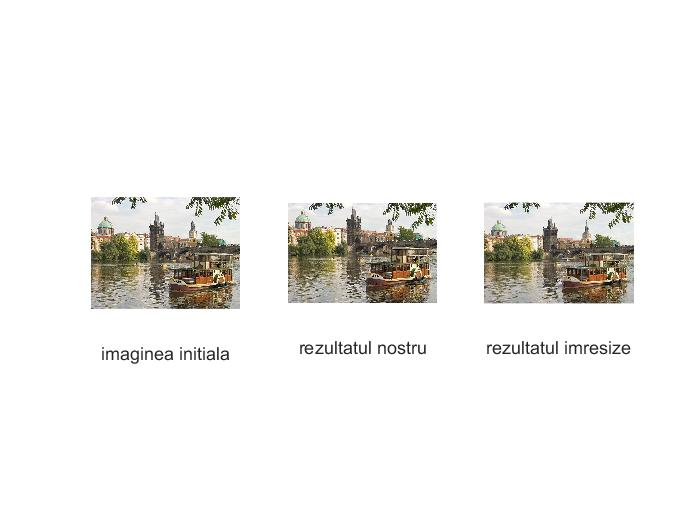 imaginea initiala
rezultatul nostru
rezultatul imresize